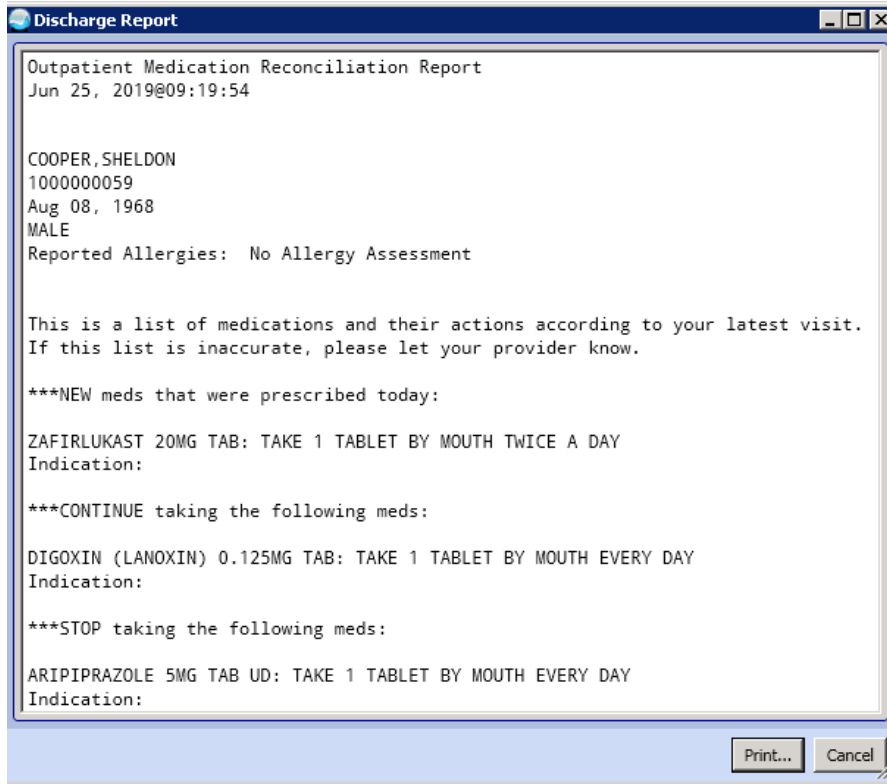 Discharge Report
Outpatient Medication Reconciliation Report
Jun 25, 2019@09:19:54
COOPER,SHELDON
1000000059
Aug 08, 1968
MALE
Reported Allergies:  No Allergy Assessment
This is a list of medications and their actions according to your latest visit.
If this list is inaccurate, please let your provider know.
***NEW meds that were prescribed today:
ZAFIRLUKAST 20MG TAB: TAKE 1 TABLET BY MOUTH TWICE A DAY
Indication:
***CONTINUE taking the following meds:
DIGOXIN (LANOXIN) 0.125MG TAB: TAKE 1 TABLET BY MOUTH EVERY DAY
Indication:
***STOP taking the following meds:
ARIPIPRAZOLE 5MG TAB UD: TAKE 1 TABLET BY MOUTH EVERY DAY
Indication:
Print... Cancel